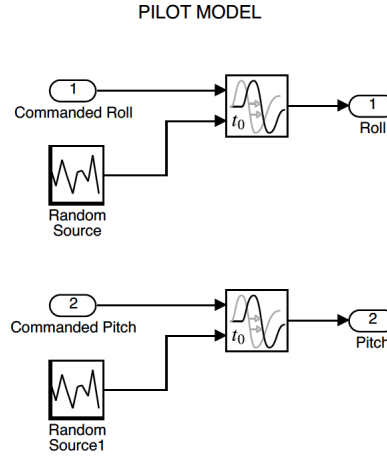 PILOT MODEL
1
Commanded Roll
t0
1
Roll
Random
Source
2
Commanded Pitch
t0
2
Pitch
Random
Source1